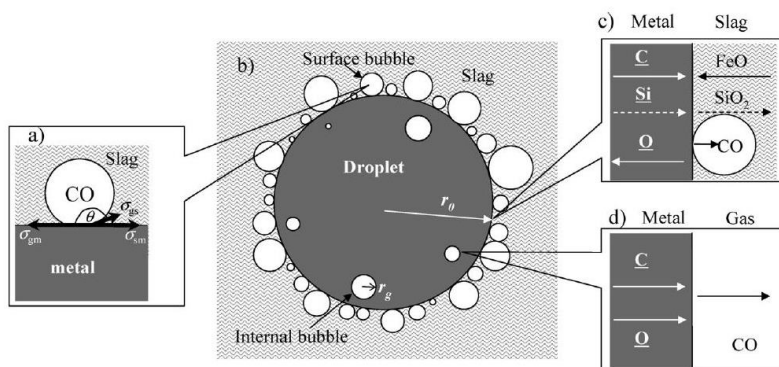 a)
Slag
CO
θ
σgs
σgm
σsm
metal
b)
Surface bubble
Slag
Droplet
r0
rg
Internal bubble
c)
Metal
Slag
C
FeO
Si
SiO2
O
CO
d)
Metal
Gas
C
O
CO